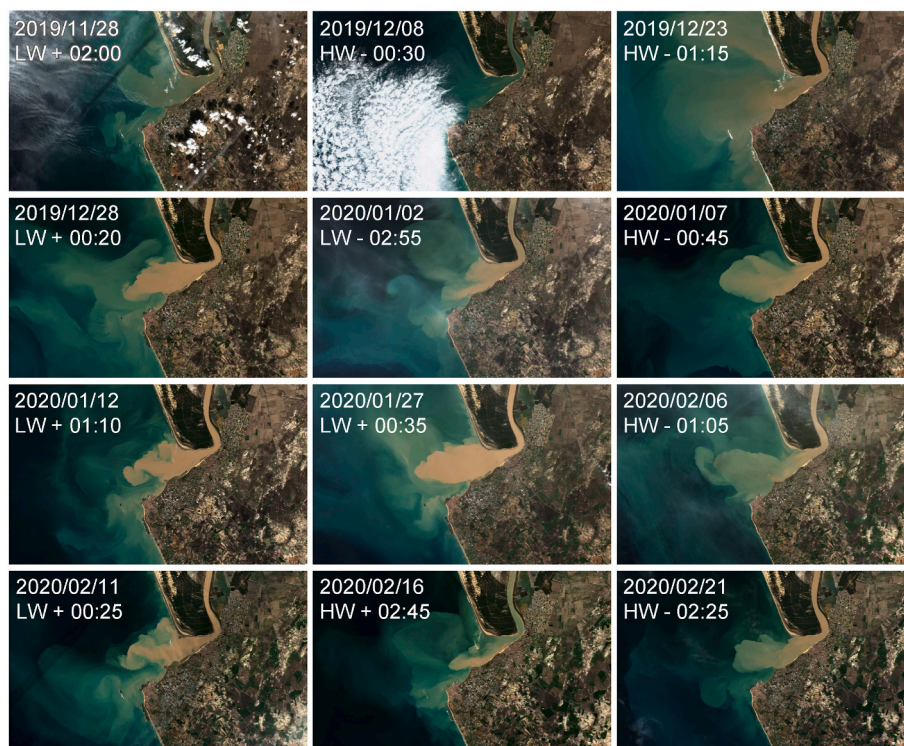 2019/11/28
LW + 02:00
2019/12/08
HW - 00:30
2019/12/23
HW - 01:15
2019/12/28
LW + 00:20
2020/01/02
LW - 02:55
2020/01/07
HW - 00:45
2020/01/12
LW + 01:10
2020/01/27
LW + 00:35
2020/02/06
HW - 01:05
2020/02/11
LW + 00:25
2020/02/16
HW + 02:45
2020/02/21
HW - 02:25